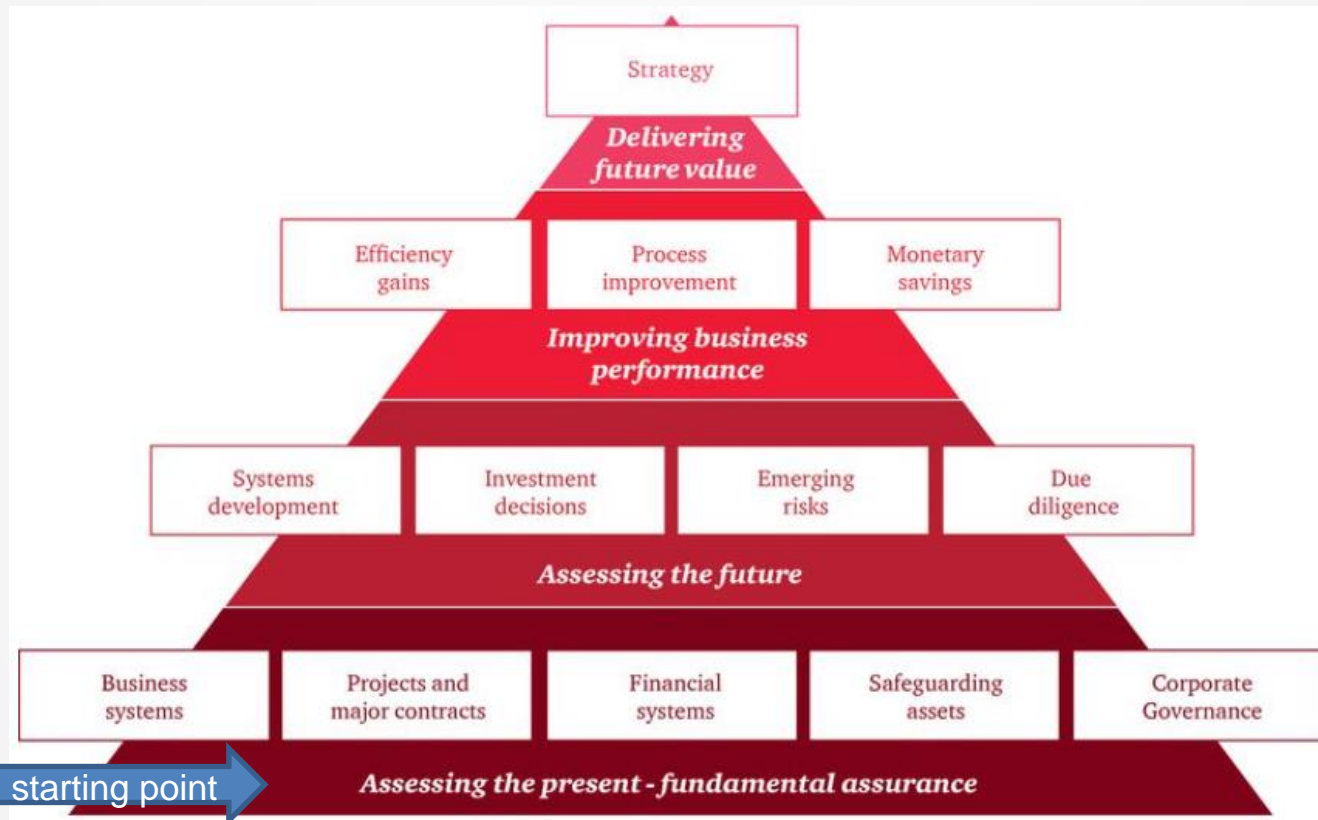 Strategy
Delivering
future value
Efficiency
gains
Process
improvement
Monetary
savings
Improving business
performance
Systems
development
Investment
decisions
Emerging
risks
Due
diligence
Assessing the future
Business
systems
Projects and
major contracts
Financial
systems
Safeguarding
assets
Corporate
Governance
starting point
Assessing the present - fundamental assurance